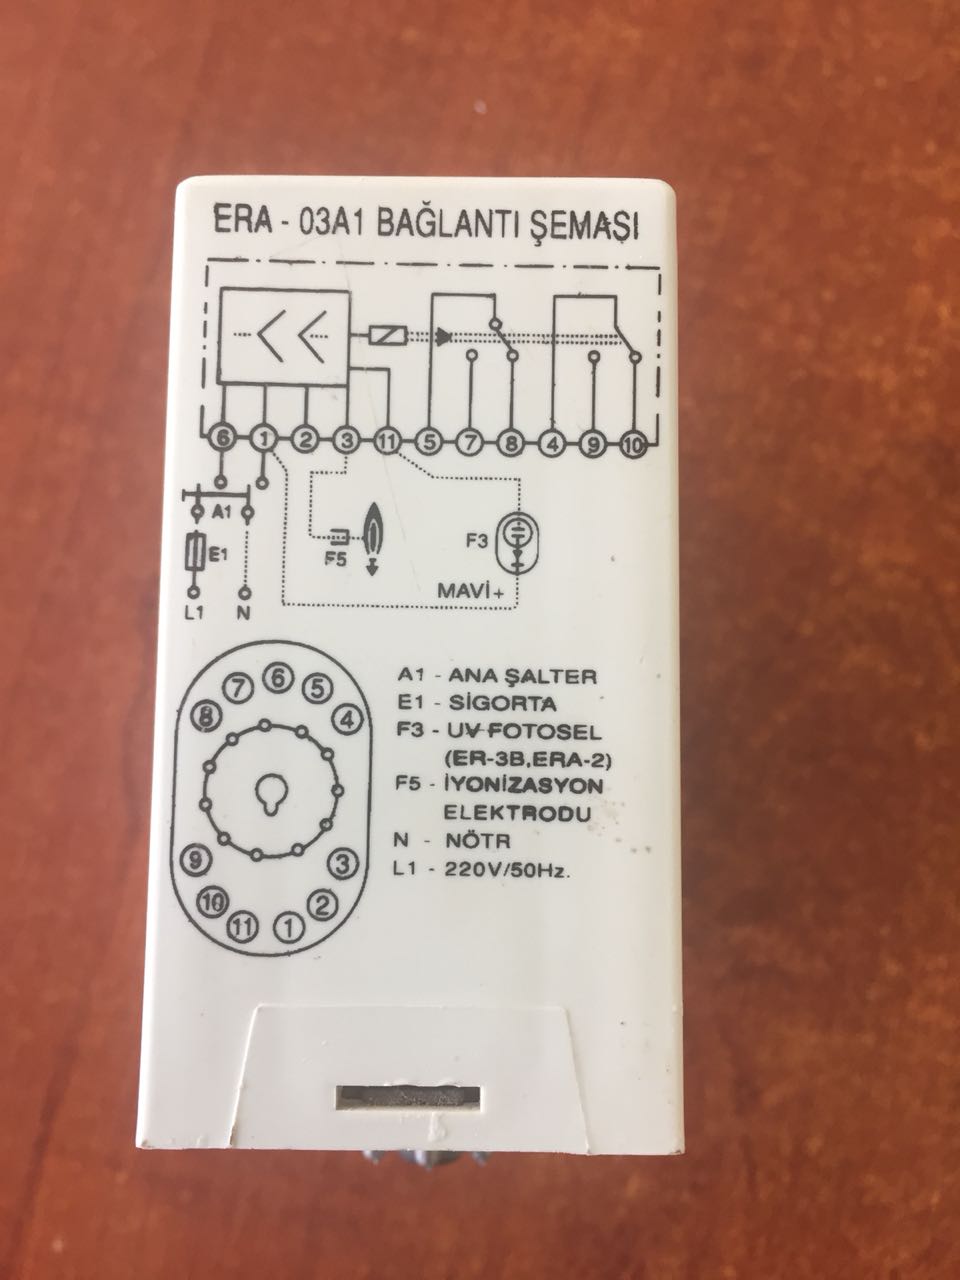 ERA - 03A1 BAĞLANTI ŞEMASI
6 1 2 3 11 5 7 8 4 9 10
A1
E1
F5
F3
MAVİ+
L1 N
6
7 5
8 4
9 3
10 2
11 1
A1 - ANA ŞALTER
E1 - SİGORTA
F3 - UV FOTOSEL
(ER-3B,ERA-2)
F5 - İYONİZASYON
ELEKTRODU
N - NÖTR
L1 - 220V/50Hz.